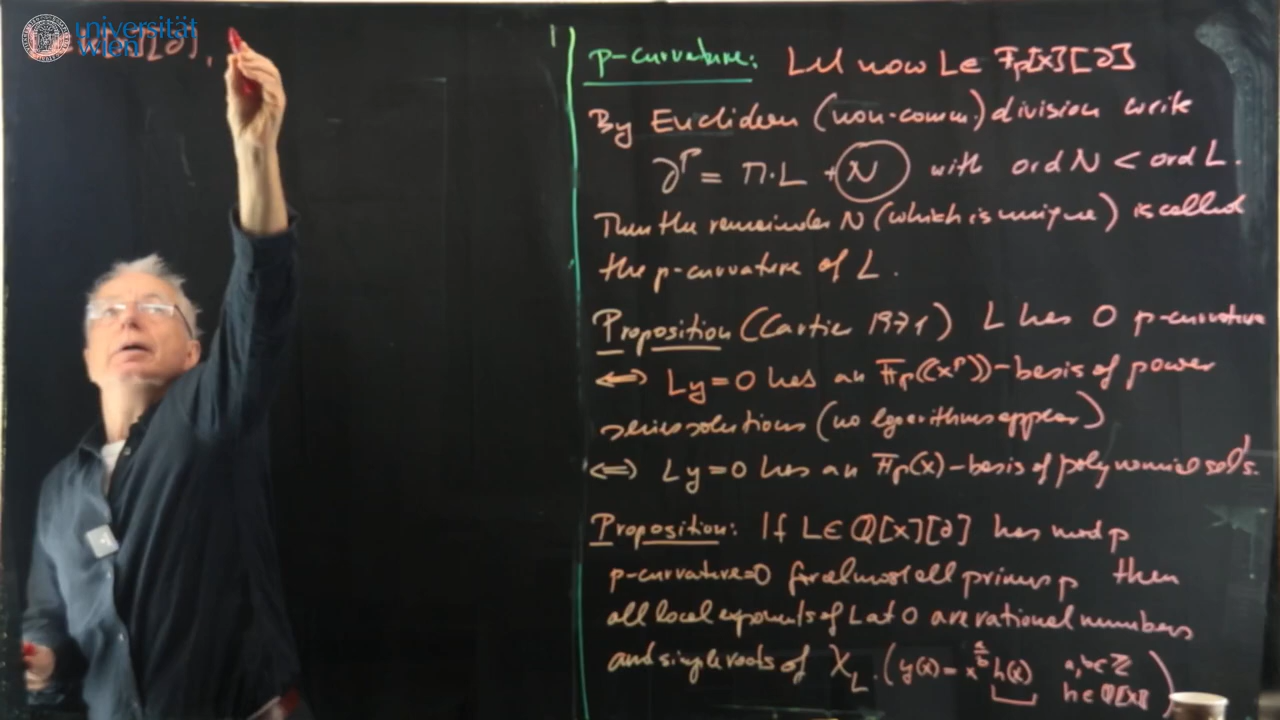 universität
wien
[∂].
p-curvature: Let now L ∈ 𝔽p[x][∂]
By Euclidean (non-comm.) division write
∂^p = M·L + N with ord N < ord L.
Then the remainder N (which is unique) is called
the p-curvature of L.
Proposition (Cartier 1971) L has 0 p-curvature
⟺ Ly=0 has an 𝔽p((x^p))-basis of power
series solutions (no logarithms appear)
⟺ Ly=0 has an 𝔽p(x)-basis of polynomial sol's.
Proposition: If L ∈ ℚ[x][∂] has mod p
p-curvature=0 for almost all primes p then
all local exponents of L at 0 are rational numbers
and simple roots of χ_L. (y(x) = x^{a/b} h(x) a,b ∈ ℤ
h ∈ ℚ[[x]])